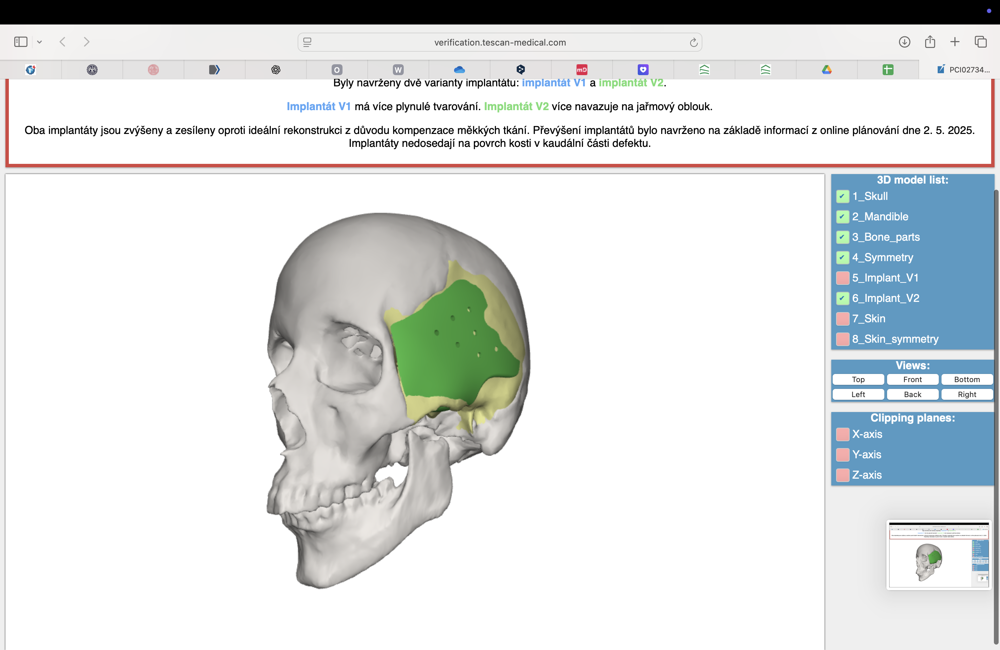 verification.tescan-medical.com
O
W
mD
PCI02734...
Byly navrženy dvě varianty implantátu: implantát V1 a implantát V2.
Implantát V1 má více plynulé tvarování. Implantát V2 více navazuje na jařmový oblouk.
Oba implantáty jsou zvýšeny a zesíleny oproti ideální rekonstrukci z důvodu kompenzace měkkých tkání. Převýšení implantátů bylo navrženo na základě informací z online plánování dne 2. 5. 2025.
Implantáty nedosedají na povrch kosti v kaudální části defektu.
3D model list:
1_Skull
2_Mandible
3_Bone_parts
4_Symmetry
5_Implant_V1
6_Implant_V2
7_Skin
8_Skin_symmetry
Views:
Top Front Bottom
Left Back Right
Clipping planes:
X-axis
Y-axis
Z-axis